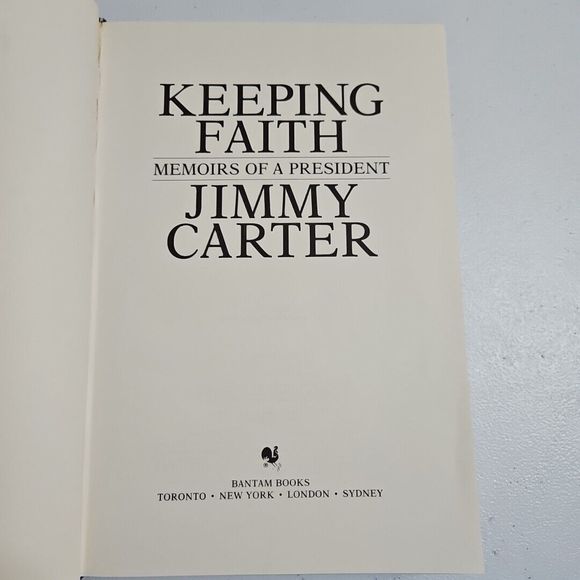 KEEPING
FAITH
MEMOIRS OF A PRESIDENT
JIMMY
CARTER
BANTAM BOOKS
TORONTO • NEW YORK • LONDON • SYDNEY